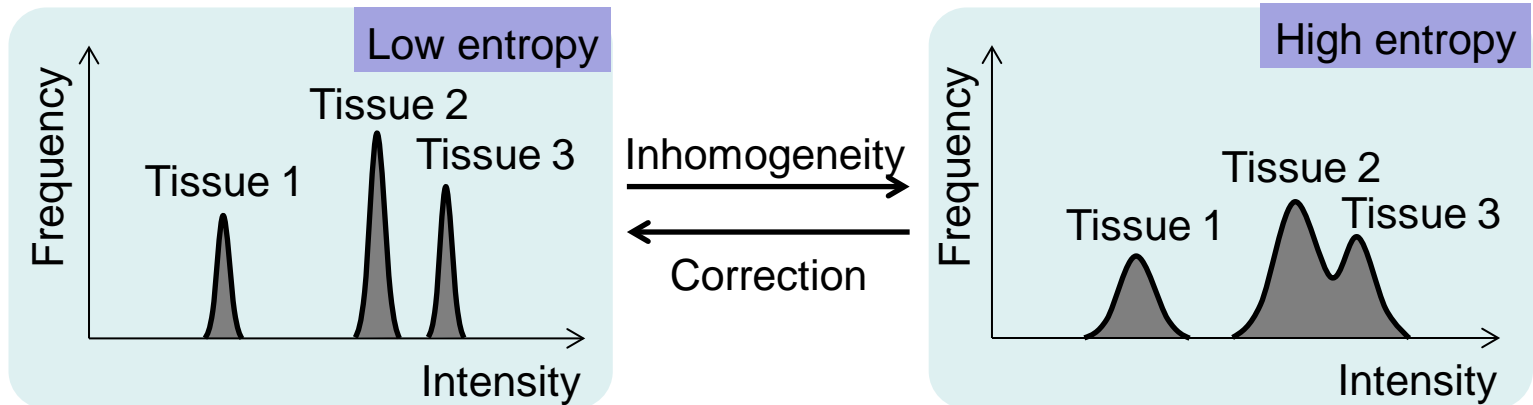 Low entropy
Frequency
Tissue 1
Tissue 2
Tissue 3
Intensity
Inhomogeneity
Correction
High entropy
Frequency
Tissue 1
Tissue 2
Tissue 3
Intensity